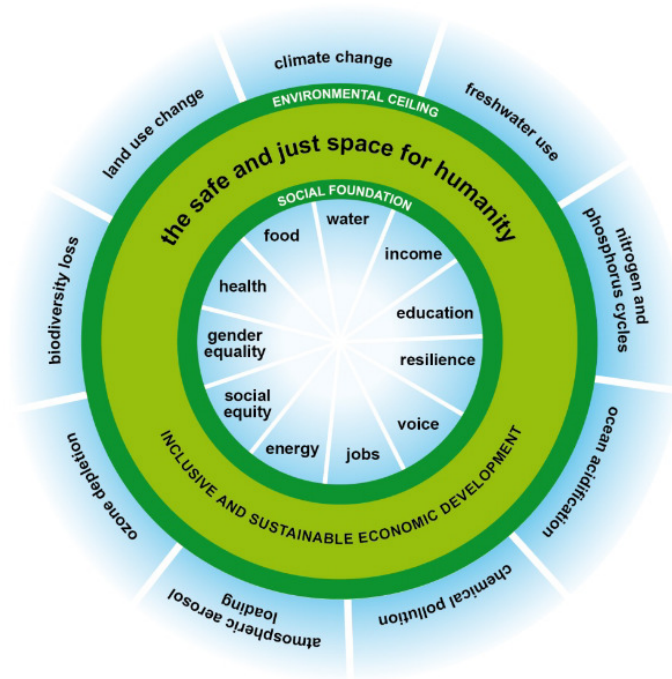 climate change
freshwater use
nitrogen and
phosphorus cycles
ocean acidification
chemical pollution
atmospheric aerosol
loading
ozone depletion
biodiversity loss
land use change
ENVIRONMENTAL CEILING
the safe and just space for humanity
SOCIAL FOUNDATION
water
income
education
resilience
voice
jobs
energy
social
equity
gender
equality
health
food
INCLUSIVE AND SUSTAINABLE ECONOMIC DEVELOPMENT